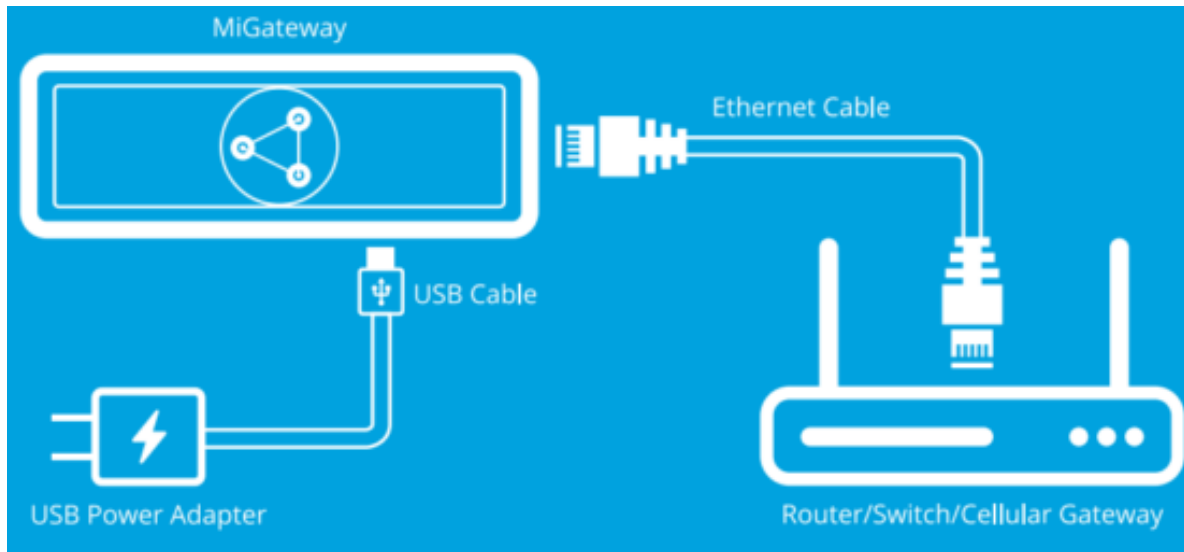 MiGateway
Ethernet Cable
USB Cable
USB Power Adapter
Router/Switch/Cellular Gateway